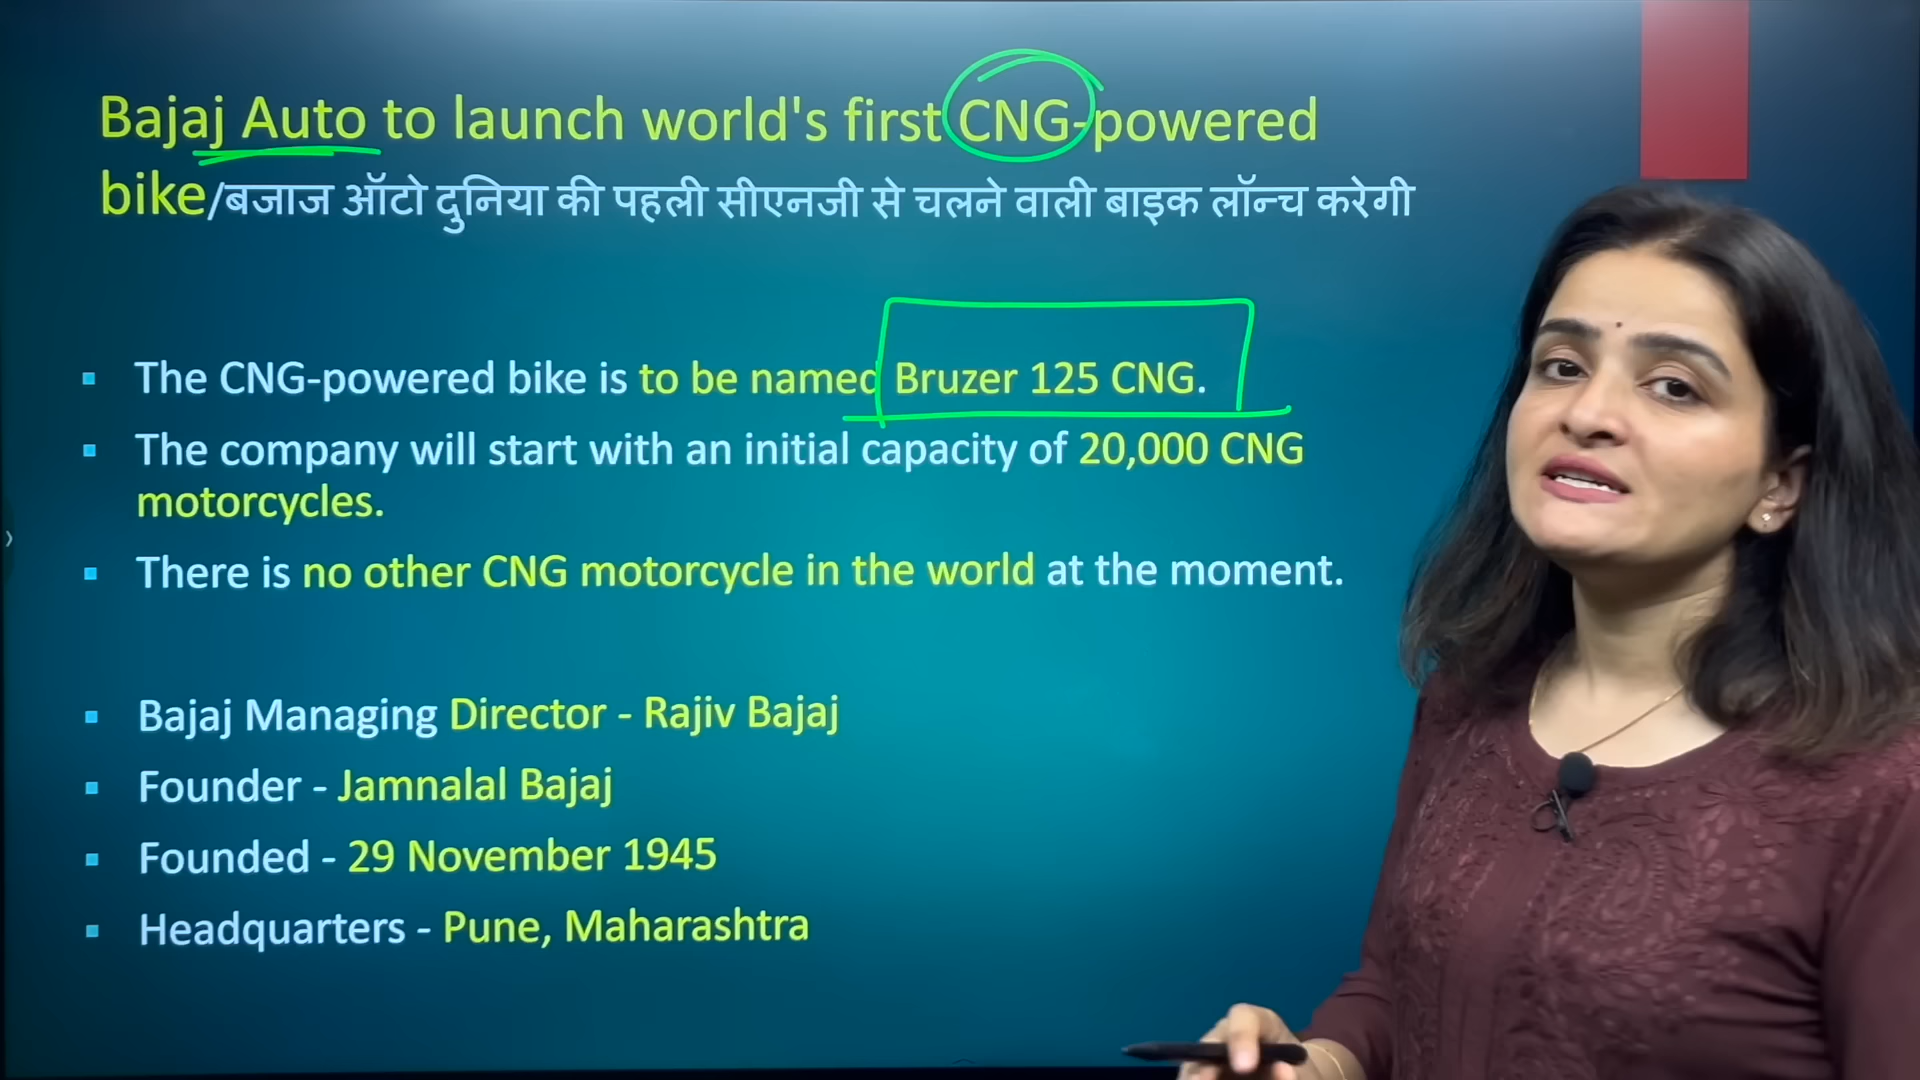 Bajaj Auto to launch world's first CNG-powered
bike/बजाज ऑटो दुनिया की पहली सीएनजी से चलने वाली बाइक लॉन्च करेगी
▪ The CNG-powered bike is to be named Bruzer 125 CNG.
▪ The company will start with an initial capacity of 20,000 CNG
motorcycles.
▪ There is no other CNG motorcycle in the world at the moment.
▪ Bajaj Managing Director - Rajiv Bajaj
▪ Founder - Jamnalal Bajaj
▪ Founded - 29 November 1945
▪ Headquarters - Pune, Maharashtra